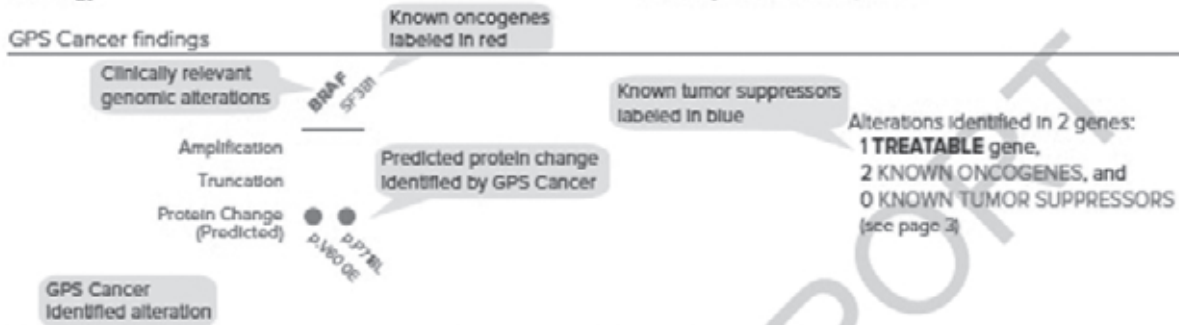 Known oncogenes
labeled in red
GPS Cancer findings
Clinically relevant
genomic alterations
BRAF
SF3B1
Known tumor suppressors
labeled in blue
Alterations identified in 2 genes:
1 TREATABLE gene,
2 KNOWN ONCOGENES, and
0 KNOWN TUMOR SUPPRESSORS
(see page 3)
Amplification
Truncation
Predicted protein change
identified by GPS Cancer
Protein Change
(Predicted)
p.V600E
GPS Cancer
identified alteration
PORT